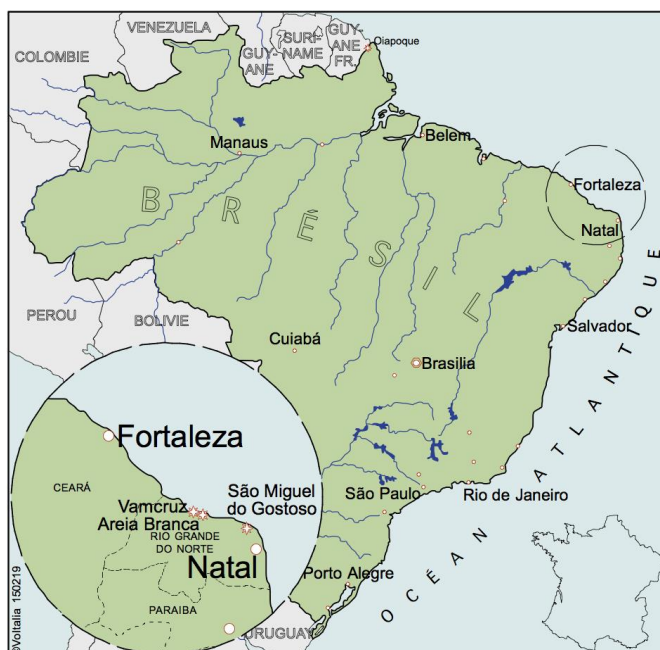 VENEZUELA
COLOMBIE
GUY-
ANE
SURI-
NAME
GUY-
ANE
FR.
Oiapoque
Manaus
Belem
Fortaleza
Natal
BRÉSIL
PEROU
BOLIVIE
Cuiabá
Brasilia
Salvador
São Paulo
Rio de Janeiro
Porto Alegre
URUGUAY
OCÉAN ATLANTIQUE
Fortaleza
CEARÁ
Vamcruz
Areia Branca
São Miguel
do Gostoso
RIO GRANDE
DO NORTE
Natal
PARAIBA
©Voltalia 150219